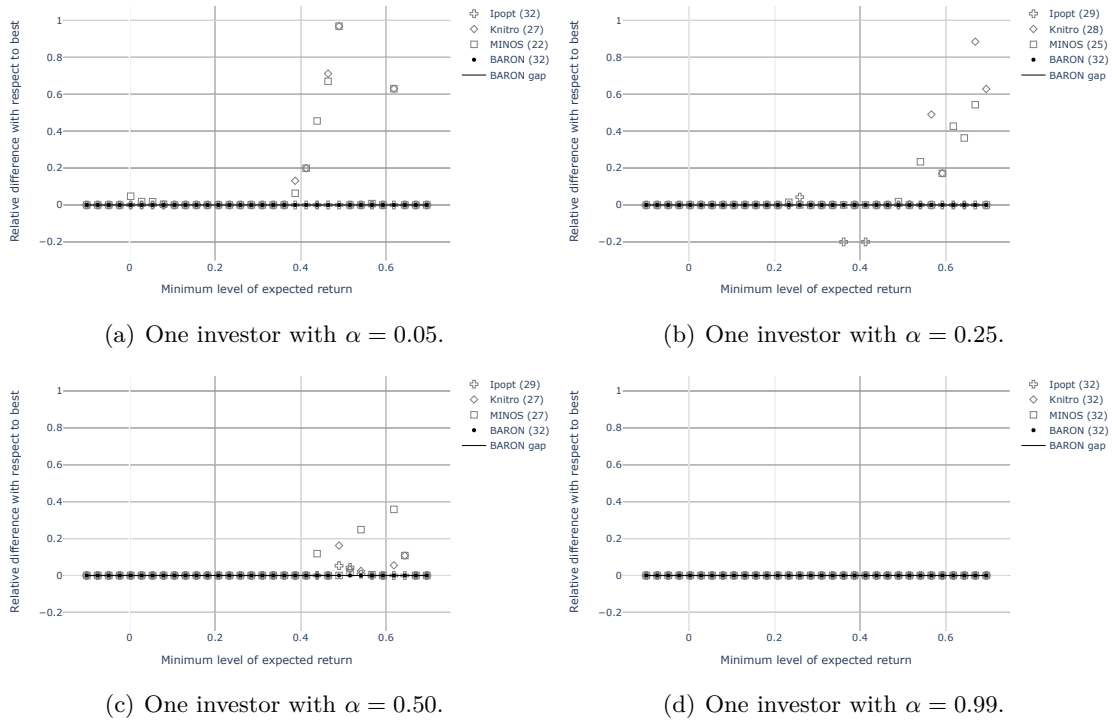 Relative difference with respect to best
1
0.8
0.6
0.4
0.2
0
−0.2
0
0.2
0.4
0.6
Minimum level of expected return
Ipopt (32)
Knitro (27)
MINOS (22)
BARON (32)
BARON gap
(a) One investor with α = 0.05.
Relative difference with respect to best
1
0.8
0.6
0.4
0.2
0
−0.2
0
0.2
0.4
0.6
Minimum level of expected return
Ipopt (29)
Knitro (28)
MINOS (25)
BARON (32)
BARON gap
(b) One investor with α = 0.25.
Relative difference with respect to best
1
0.8
0.6
0.4
0.2
0
−0.2
0
0.2
0.4
0.6
Minimum level of expected return
Ipopt (29)
Knitro (27)
MINOS (27)
BARON (32)
BARON gap
(c) One investor with α = 0.50.
Relative difference with respect to best
1
0.8
0.6
0.4
0.2
0
−0.2
0
0.2
0.4
0.6
Minimum level of expected return
Ipopt (32)
Knitro (32)
MINOS (32)
BARON (32)
BARON gap
(d) One investor with α = 0.99.